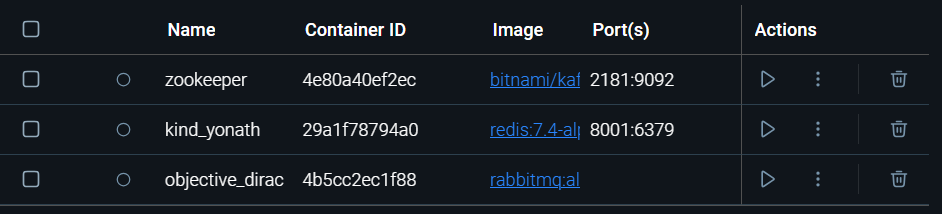 Name Container ID Image Port(s) Actions
zookeeper 4e80a40ef2ec bitnami/kaf 2181:9092
kind_yonath 29a1f78794a0 redis:7.4-alp 8001:6379
objective_dirac 4b5cc2ec1f88 rabbitmq:al